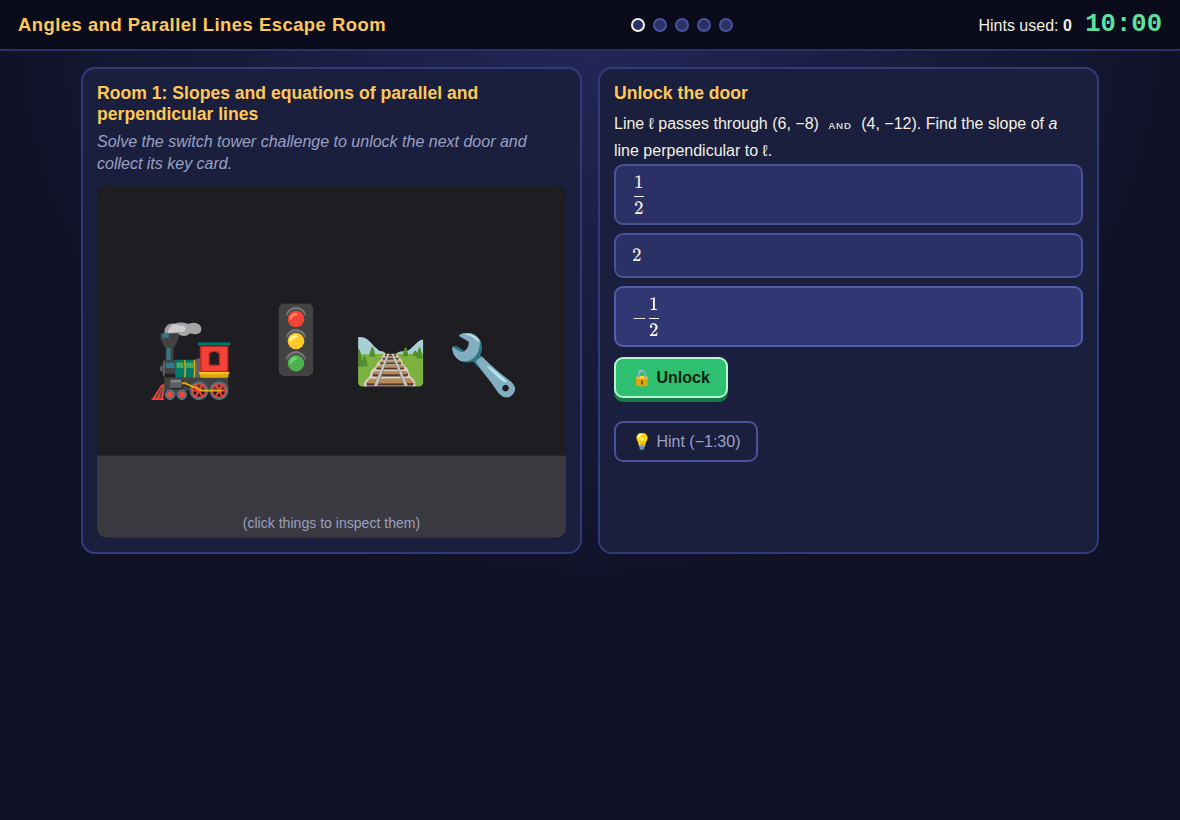 Angles and Parallel Lines Escape Room
Hints used: 0 10:00
Room 1: Slopes and equations of parallel and
perpendicular lines
Solve the switch tower challenge to unlock the next door and
collect its key card.
(click things to inspect them)
Unlock the door
Line ℓ passes through (6, −8) AND (4, −12). Find the slope of a
line perpendicular to ℓ.
1/2
2
−1/2
🔒 Unlock
💡 Hint (−1:30)